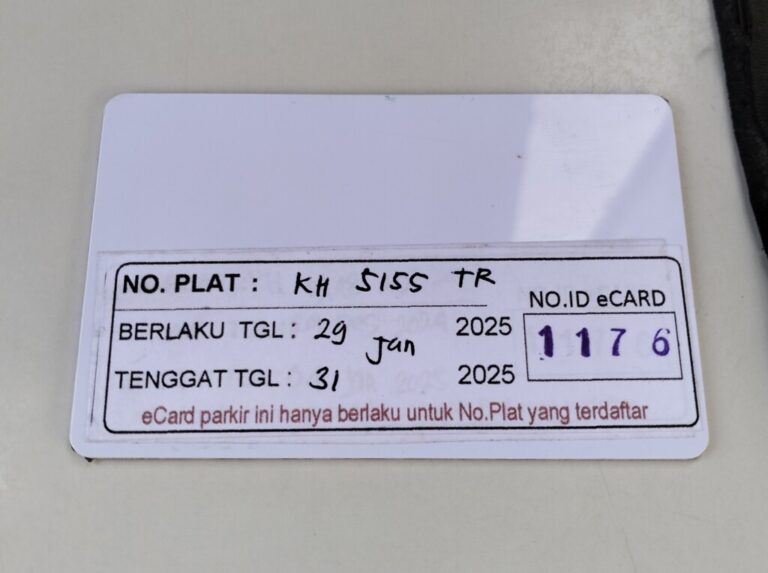 NO. PLAT : KH 5155 TR
NO.ID eCARD
BERLAKU TGL : 29 Jan 2025
1176
TENGGAT TGL : 31 2025
eCard parkir ini hanya berlaku untuk No.Plat yang terdaftar